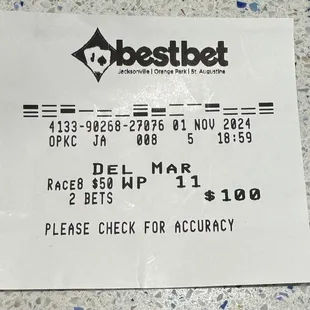 bestbet
Jacksonville | Orange Park | St. Augustine
4133-90268-27076 01 NOV 2024
OPKC JA 008 5 18:59
DEL MAR
RACE8 $50 WP 11
2 BETS $100
PLEASE CHECK FOR ACCURACY